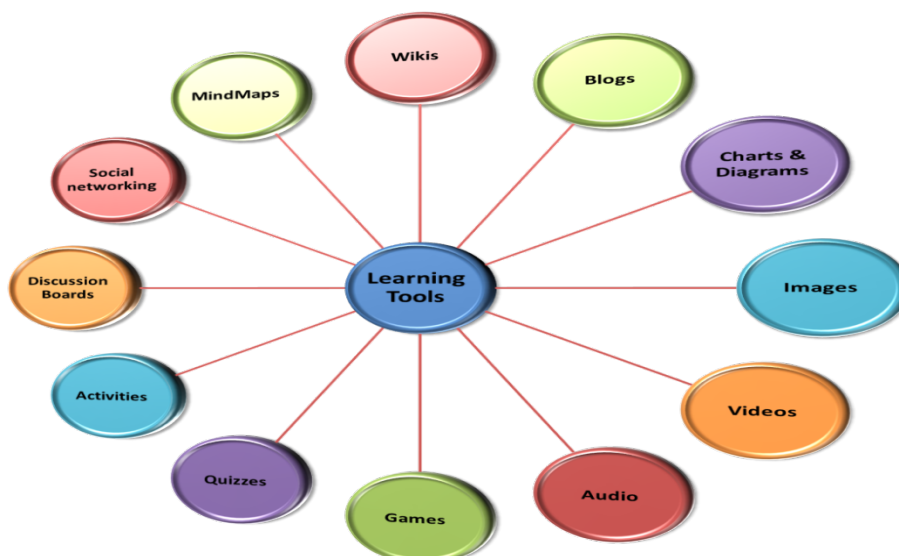 Wikis
Blogs
MindMaps
Charts &
Diagrams
Social
networking
Learning
Tools
Discussion
Boards
Images
Activities
Videos
Quizzes
Audio
Games